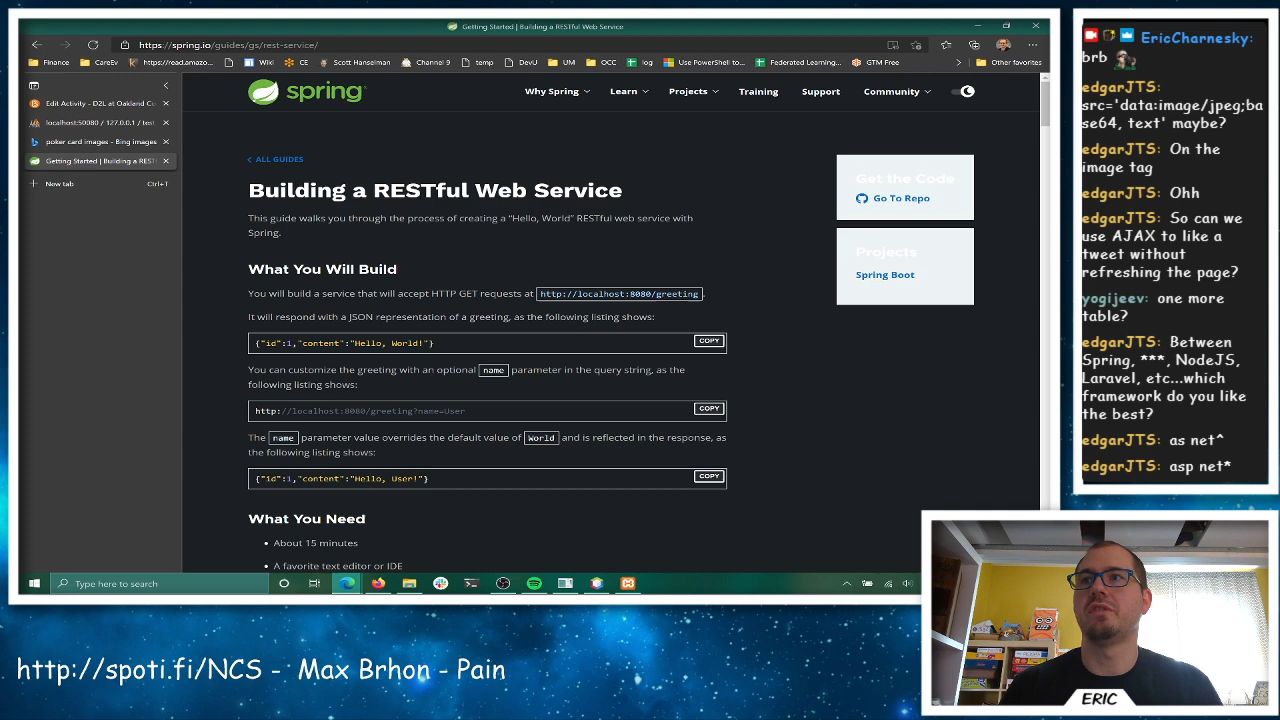 Getting Started | Building a RESTful Web Service
https://spring.io/guides/gs/rest-service/
Finance
CareEv
https://read.amazo...
Wiki
Scott Hanselman's...
Kernel 9
temp
DevU
UM
OCC
log
Use PowerShell to...
Federated Learning...
GTM Free
Other favorites
Edit Activity - D2L at Oakland Co
localhost:50080 / 127.0.0.1 / test
poker card images - Bing images
Getting Started | Building a REST
New tab
Ctrl+T
spring
Why Spring
Learn
Projects
Training
Support
Community
ALL GUIDES
Building a RESTful Web Service
This guide walks you through the process of creating a "Hello, World" RESTful web service with
Spring.
What You Will Build
You will build a service that will accept HTTP GET requests at http://localhost:8080/greeting.
It will respond with a JSON representation of a greeting, as the following listing shows:
{"id":1,"content":"Hello, World!"}
COPY
You can customize the greeting with an optional name parameter in the query string, as the
following listing shows:
http://localhost:8080/greeting?name=User
COPY
The name parameter value overrides the default value of World and is reflected in the response, as
the following listing shows:
{"id":1,"content":"Hello, User!"}
COPY
What You Need
• About 15 minutes
• A favorite text editor or IDE
Get the Code
Go To Repo
Projects
Spring Boot
Type here to search
EricCharnesky:
brb
edgarJTS:
src='data:image/jpeg;ba
se64, text' maybe?
edgarJTS: On the
image tag
edgarJTS: Ohh
edgarJTS: So can we
use AJAX to like a
tweet without
refreshing the page?
yogijeev: one more
table?
edgarJTS: Between
Spring, ***, NodeJS,
Laravel, etc...which
framework do you like
the best?
edgarJTS: as net^
edgarJTS: asp net*
http://spoti.fi/NCS - Max Brhon - Pain
ERIC